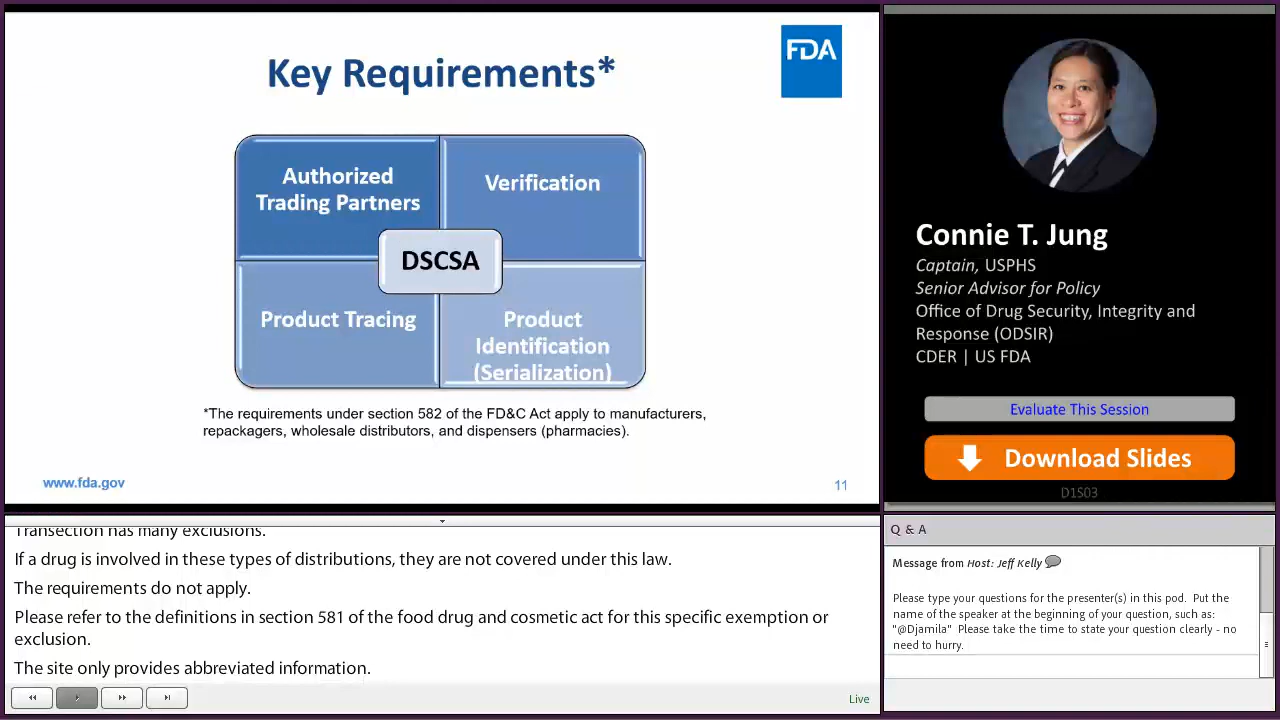 Key Requirements*
FDA
Authorized
Trading Partners
Verification
DSCSA
Product Tracing
Product
Identification
(Serialization)
*The requirements under section 582 of the FD&C Act apply to manufacturers,
repackagers, wholesale distributors, and dispensers (pharmacies).
www.fda.gov
11
Connie T. Jung
Captain, USPHS
Senior Advisor for Policy
Office of Drug Security, Integrity and
Response (ODSIR)
CDER | US FDA
Evaluate This Session
Download Slides
D1S03
Transection has many exclusions.
If a drug is involved in these types of distributions, they are not covered under this law.
The requirements do not apply.
Please refer to the definitions in section 581 of the food drug and cosmetic act for this specific exemption or
exclusion.
The site only provides abbreviated information.
Live
Q & A
Message from Host: Jeff Kelly
Please type your questions for the presenter(s) in this pod. Put the
name of the speaker at the beginning of your question, such as:
"@Djamila" Please take the time to state your question clearly - no
need to hurry.